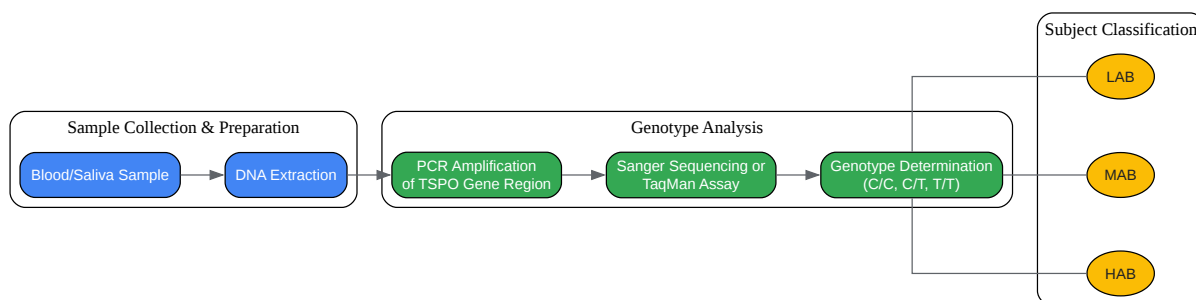 Sample Collection & Preparation
Blood/Saliva Sample
DNA Extraction
Genotype Analysis
PCR Amplification
of TSPO Gene Region
Sanger Sequencing or
TaqMan Assay
Genotype Determination
(C/C, C/T, T/T)
Subject Classification
LAB
MAB
HAB